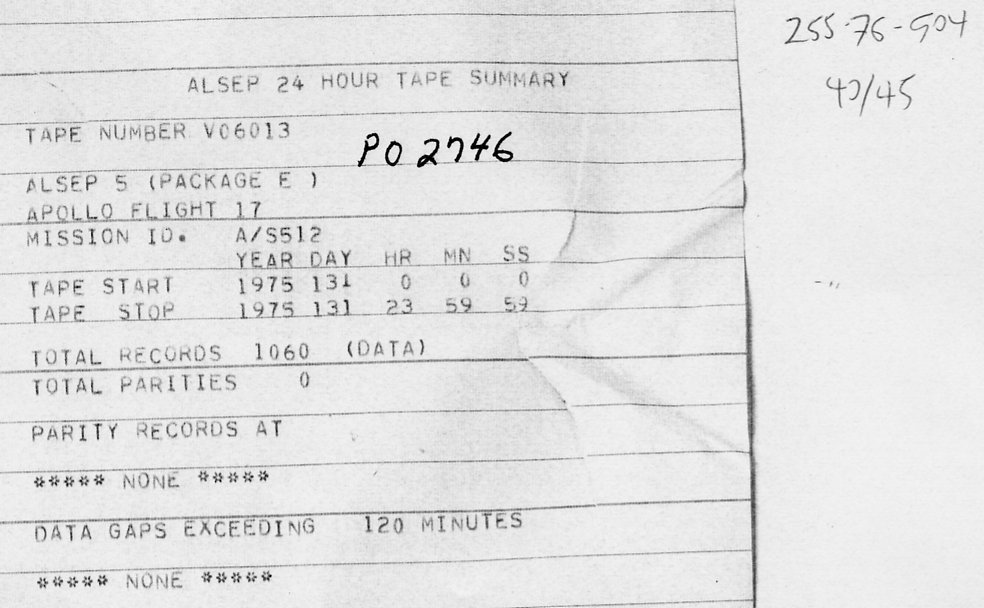 255-76-904
40/45
ALSEP 24 HOUR TAPE SUMMARY
TAPE NUMBER V06013
PO 2746
ALSEP 5 (PACKAGE E )
APOLLO FLIGHT 17
MISSION ID. A/S512
YEAR DAY HR MN SS
TAPE START 1975 131 0 0 0
TAPE STOP 1975 131 23 59 59
TOTAL RECORDS 1060 (DATA)
TOTAL PARITIES 0
PARITY RECORDS AT
***** NONE *****
DATA GAPS EXCEEDING 120 MINUTES
***** NONE *****